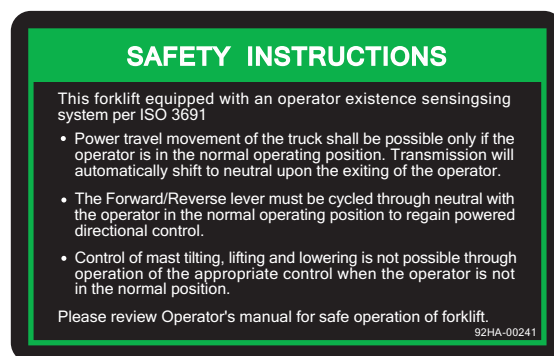 SAFETY INSTRUCTIONS
This forklift equipped with an operator existence sensingsing
system per ISO 3691
• Power travel movement of the truck shall be possible only if the
operator is in the normal operating position. Transmission will
automatically shift to neutral upon the exiting of the operator.
• The Forward/Reverse lever must be cycled through neutral with
the operator in the normal operating position to regain powered
directional control.
• Control of mast tilting, lifting and lowering is not possible through
operation of the appropriate control when the operator is not
in the normal position.
Please review Operator's manual for safe operation of forklift.
92HA-00241